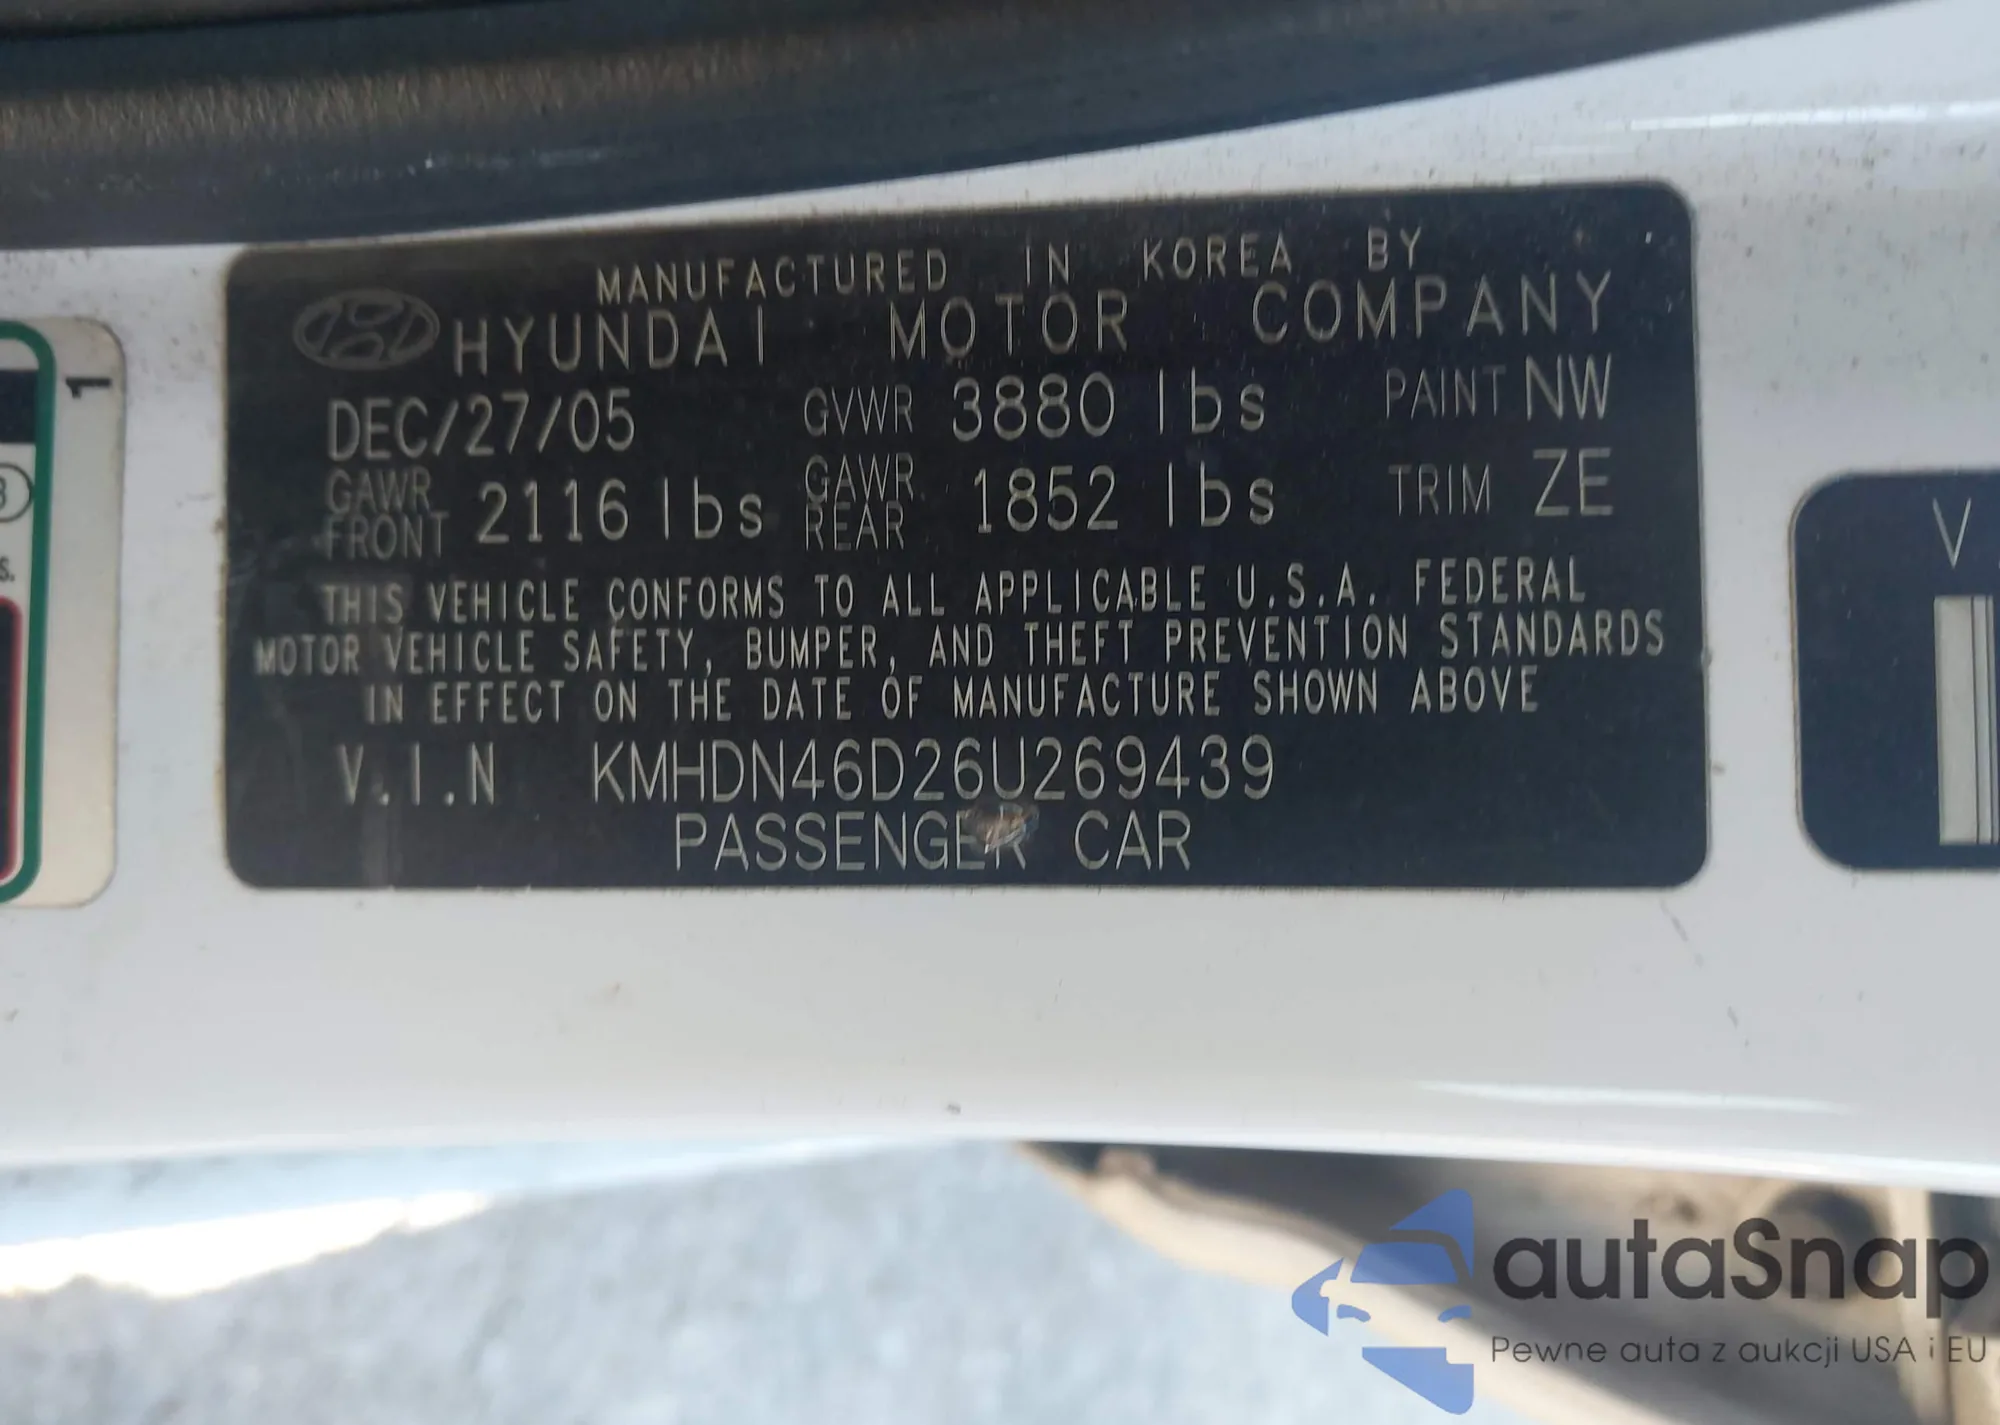 MANUFACTURED IN KOREA BY
HYUNDAI MOTOR COMPANY
DEC/27/05 GVWR 3880 lbs PAINT NW
GAWR FRONT 2116 lbs GAWR REAR 1852 lbs TRIM ZE
THIS VEHICLE CONFORMS TO ALL APPLICABLE U.S.A. FEDERAL
MOTOR VEHICLE SAFETY, BUMPER, AND THEFT PREVENTION STANDARDS
IN EFFECT ON THE DATE OF MANUFACTURE SHOWN ABOVE
V.I.N KMHDN46D26U269439
PASSENGER CAR
1
S.
V
autaSnap
Pewne auta z aukcji USA i EU